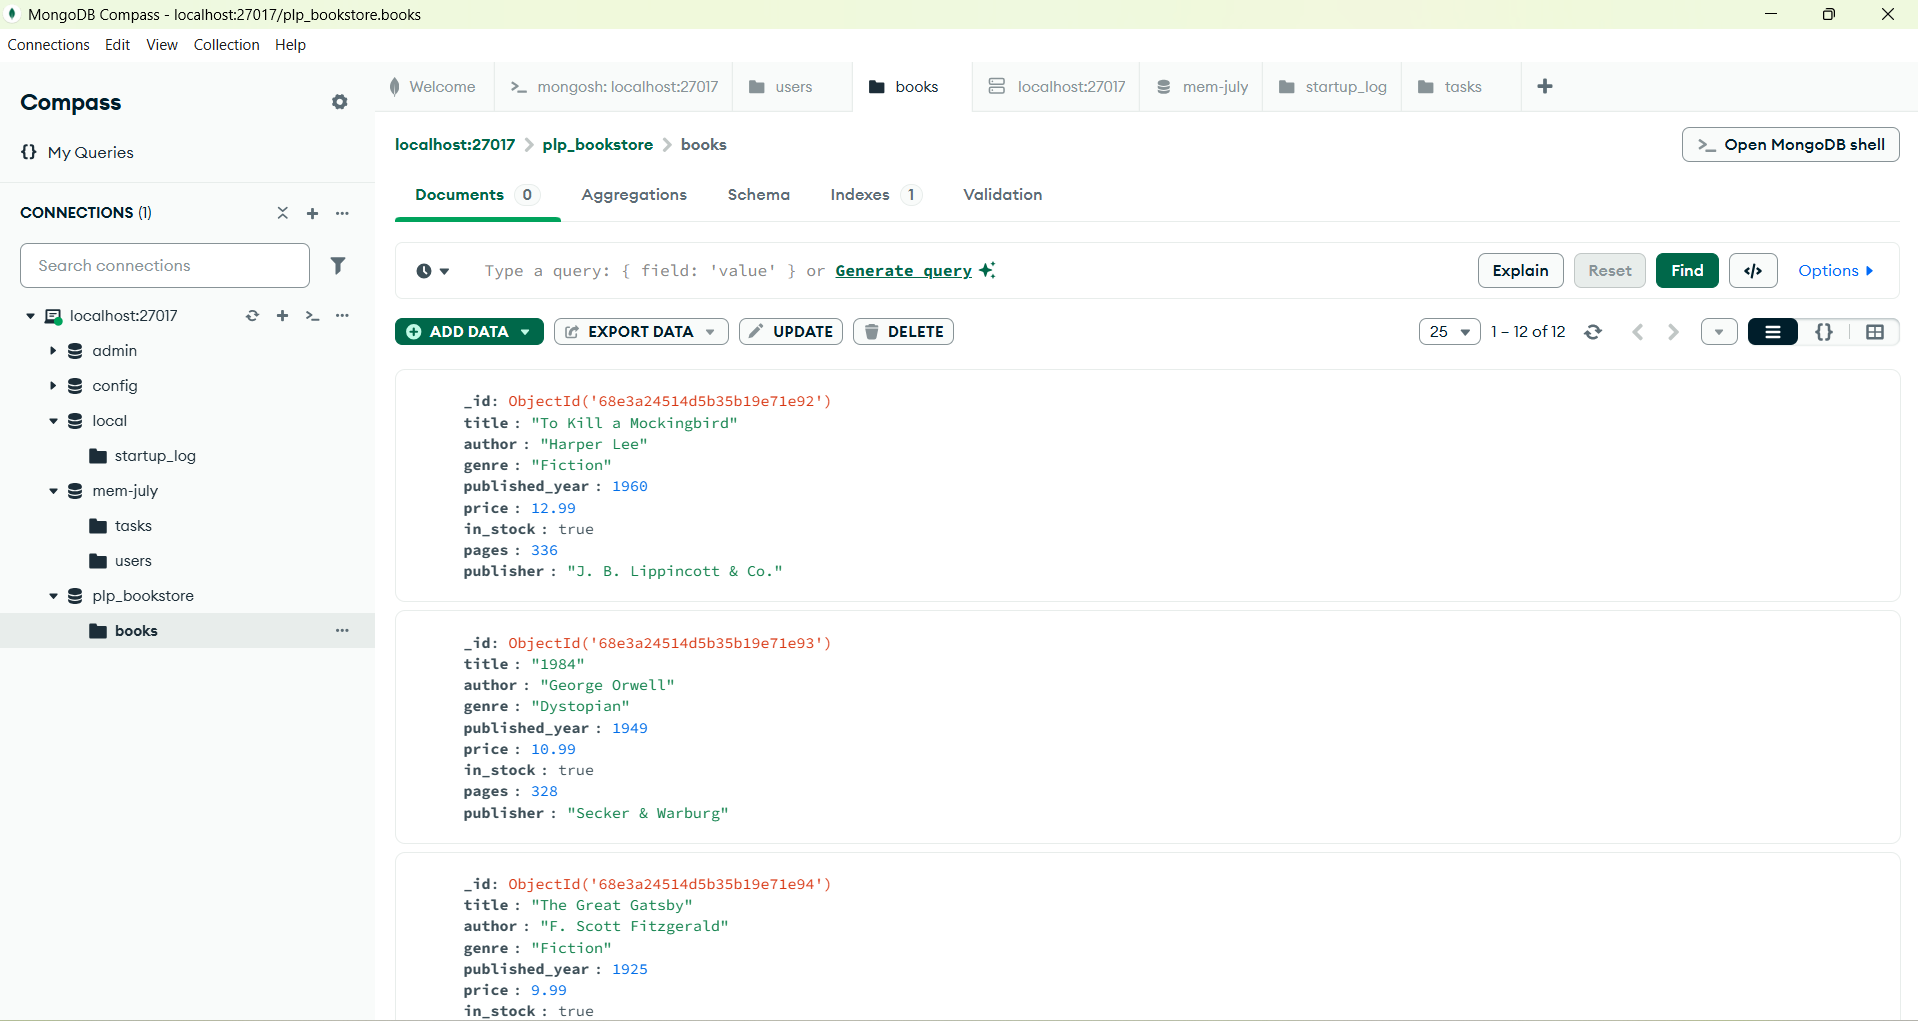 MongoDB Compass - localhost:27017/plp_bookstore.books
Connections Edit View Collection Help
Compass
{} My Queries
CONNECTIONS (1)
Search connections
localhost:27017
admin
config
local
startup_log
mem-july
tasks
users
plp_bookstore
books
Welcome
mongosh: localhost:27017
users
books
localhost:27017
mem-july
startup_log
tasks
localhost:27017 > plp_bookstore > books
Open MongoDB shell
Documents 0 Aggregations Schema Indexes 1 Validation
Type a query: { field: 'value' } or Generate query
Explain Reset Find </> Options
ADD DATA EXPORT DATA UPDATE DELETE
25 1 – 12 of 12
{}
_id: ObjectId('68e3a24514d5b35b19e71e92')
title : "To Kill a Mockingbird"
author : "Harper Lee"
genre : "Fiction"
published_year : 1960
price : 12.99
in_stock : true
pages : 336
publisher : "J. B. Lippincott & Co."
_id: ObjectId('68e3a24514d5b35b19e71e93')
title : "1984"
author : "George Orwell"
genre : "Dystopian"
published_year : 1949
price : 10.99
in_stock : true
pages : 328
publisher : "Secker & Warburg"
_id: ObjectId('68e3a24514d5b35b19e71e94')
title : "The Great Gatsby"
author : "F. Scott Fitzgerald"
genre : "Fiction"
published_year : 1925
price : 9.99
in_stock : true